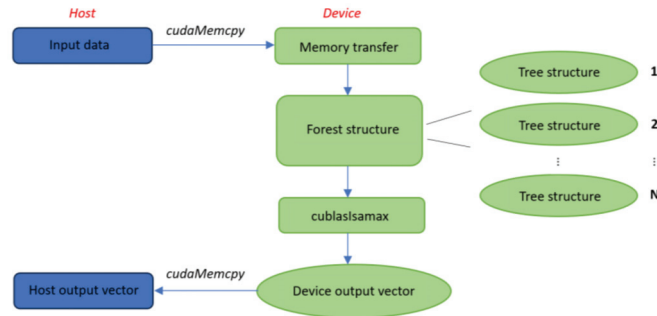 Host
Device
Input data
cudaMemcpy
Memory transfer
Tree structure 1
Forest structure
Tree structure 2
⋮ ⋮
Tree structure N
cublasIsamax
Host output vector
cudaMemcpy
Device output vector